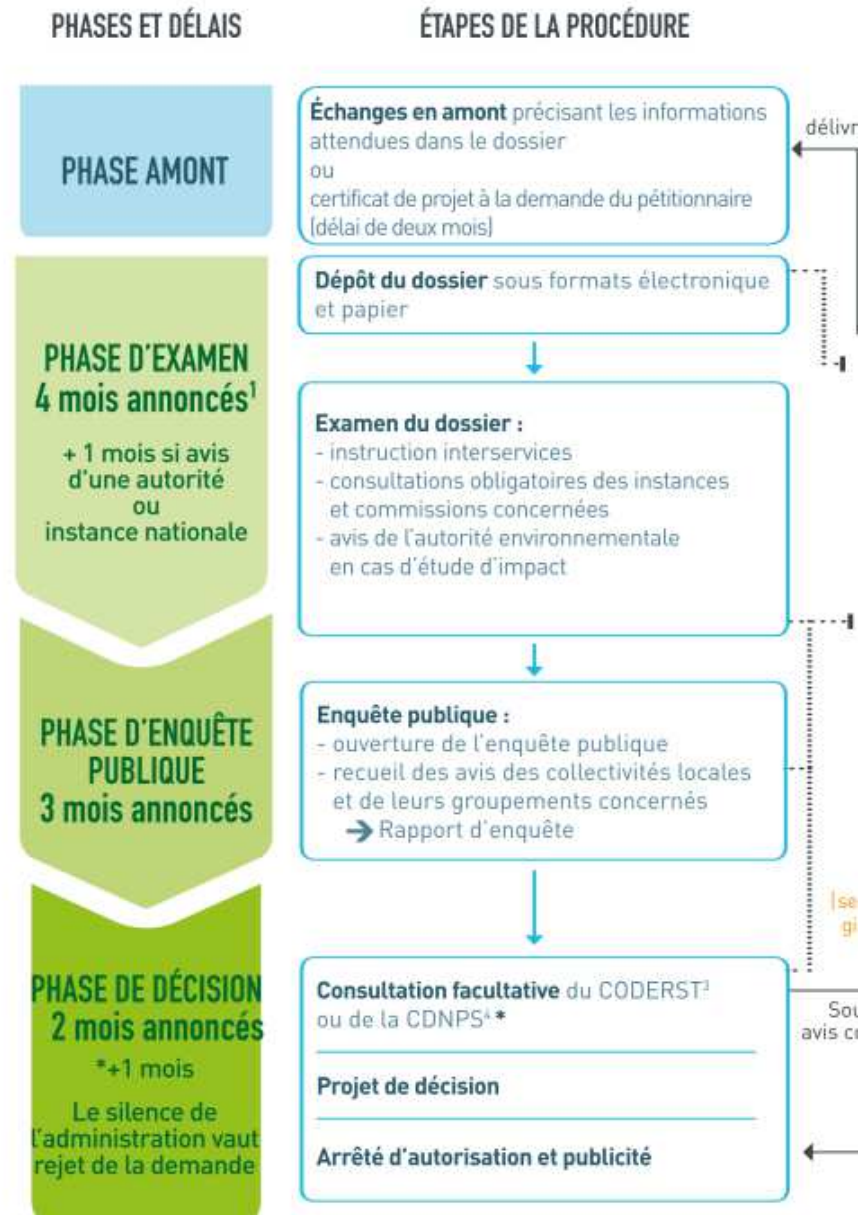 PHASES ET DÉLAIS
ÉTAPES DE LA PROCÉDURE
PHASE AMONT
Échanges en amont précisant les informations
attendues dans le dossier
ou
certificat de projet à la demande du pétitionnaire
(délai de deux mois)
délivr
PHASE D'EXAMEN
4 mois annoncés¹
+ 1 mois si avis
d'une autorité
ou
instance nationale
Dépôt du dossier sous formats électronique
et papier
Examen du dossier :
- instruction interservices
- consultations obligatoires des instances
et commissions concernées
- avis de l'autorité environnementale
en cas d'étude d'impact
PHASE D'ENQUÊTE
PUBLIQUE
3 mois annoncés
Enquête publique :
- ouverture de l'enquête publique
- recueil des avis des collectivités locales
et de leurs groupements concernés
➔ Rapport d'enquête
PHASE DE DÉCISION
2 mois annoncés
*+1 mois
Le silence de
l'administration vaut
rejet de la demande
Consultation facultative du CODERST³
ou de la CDNPS⁴ *
Projet de décision
Arrêté d'autorisation et publicité
(se
gi
Sou
avis co